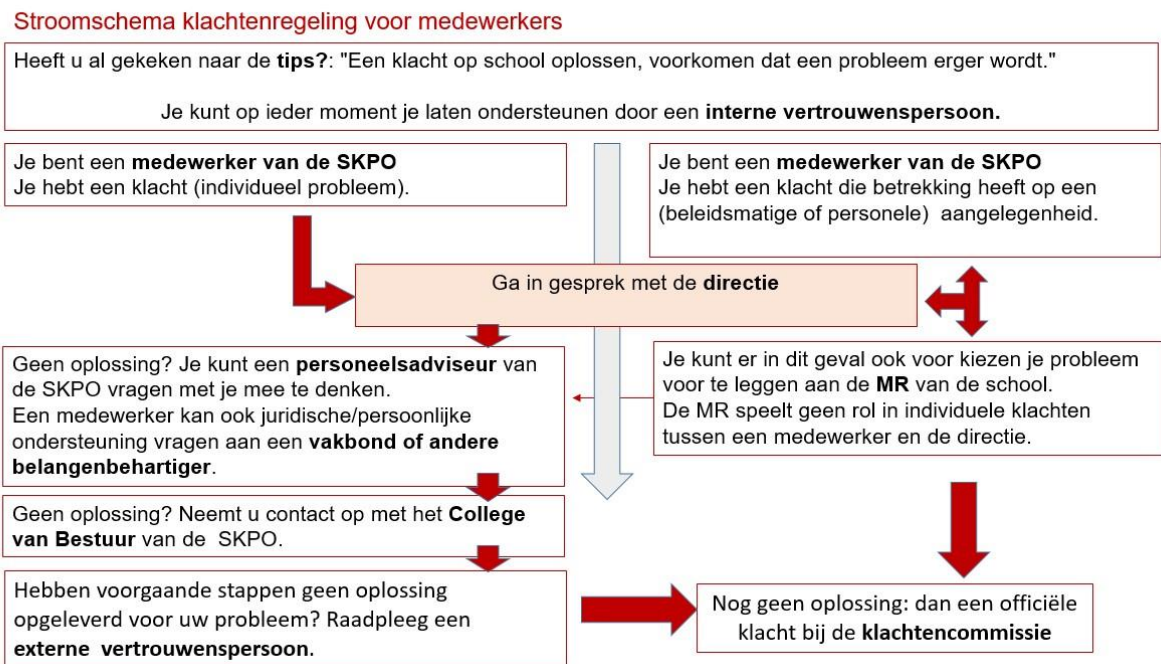 Stroomschema klachtenregeling voor medewerkers
Heeft u al gekeken naar de tips?: "Een klacht op school oplossen, voorkomen dat een probleem erger wordt."
Je kunt op ieder moment je laten ondersteunen door een interne vertrouwenspersoon.
Je bent een medewerker van de SKPO
Je hebt een klacht (individueel probleem).
Je bent een medewerker van de SKPO
Je hebt een klacht die betrekking heeft op een
(beleidsmatige of personele) aangelegenheid.
Ga in gesprek met de directie
Geen oplossing? Je kunt een personeelsadviseur van
de SKPO vragen met je mee te denken.
Een medewerker kan ook juridische/persoonlijke
ondersteuning vragen aan een vakbond of andere
belangenbehartiger.
Je kunt er in dit geval ook voor kiezen je probleem
voor te leggen aan de MR van de school.
De MR speelt geen rol in individuele klachten
tussen een medewerker en de directie.
Geen oplossing? Neemt u contact op met het College
van Bestuur van de SKPO.
Hebben voorgaande stappen geen oplossing
opgeleverd voor uw probleem? Raadpleeg een
externe vertrouwenspersoon.
Nog geen oplossing: dan een officiële
klacht bij de klachtencommissie